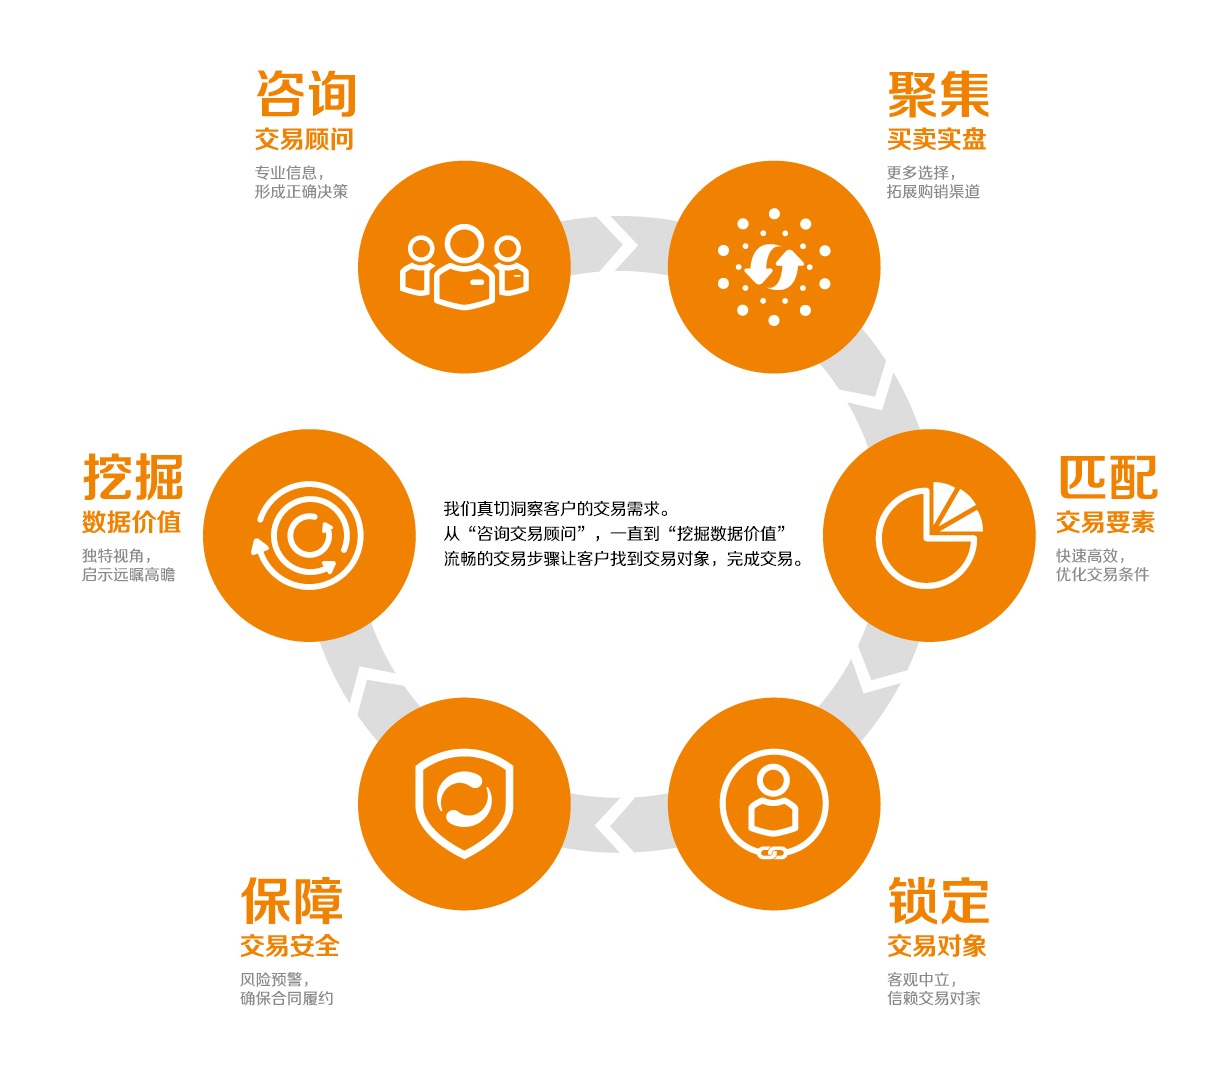 咨询
交易顾问
专业信息，
形成正确决策
聚集
买卖实盘
更多选择，
拓展购销渠道
匹配
交易要素
快速高效，
优化交易条件
锁定
交易对象
客观中立，
信赖交易对家
保障
交易安全
风险预警，
确保合同履约
挖掘
数据价值
独特视角，
启示远瞩高瞻
我们真切洞察客户的交易需求。
从“咨询交易顾问”，一直到“挖掘数据价值”
流畅的交易步骤让客户找到交易对象，完成交易。